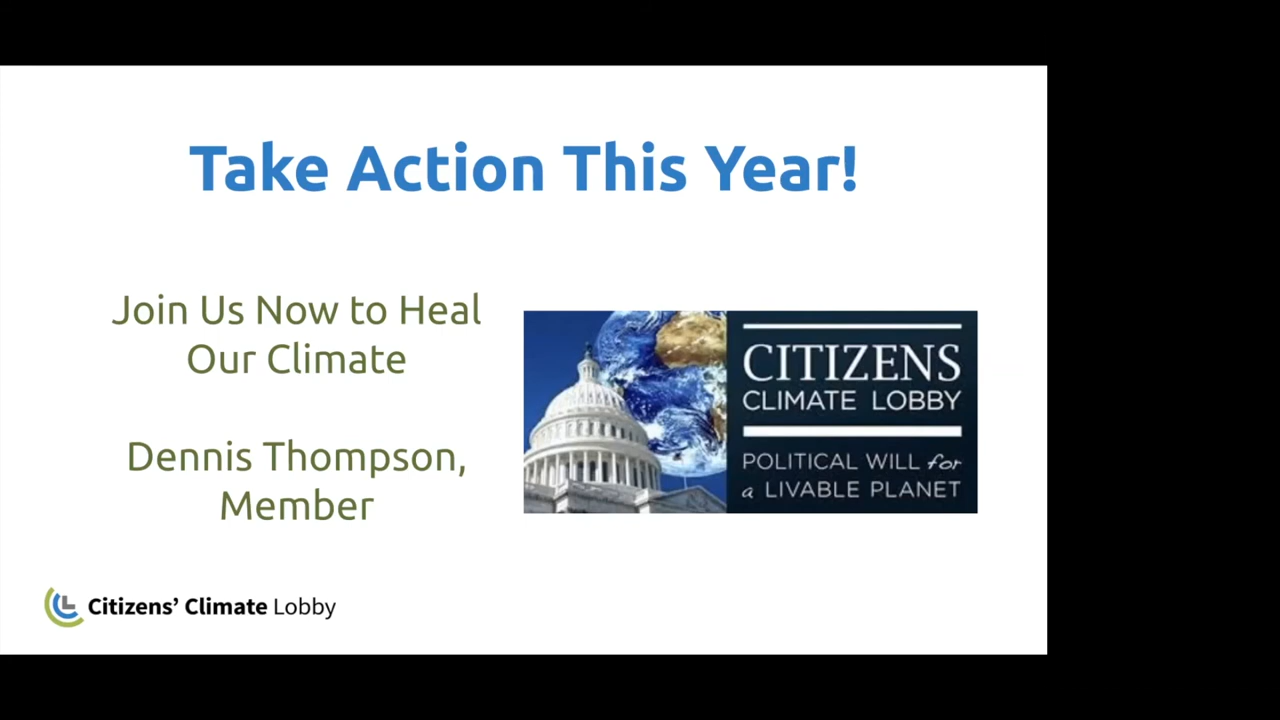 Take Action This Year!
Join Us Now to Heal
Our Climate
Dennis Thompson,
Member
CITIZENS
CLIMATE LOBBY
POLITICAL WILL for
a LIVABLE PLANET
Citizens’ Climate Lobby